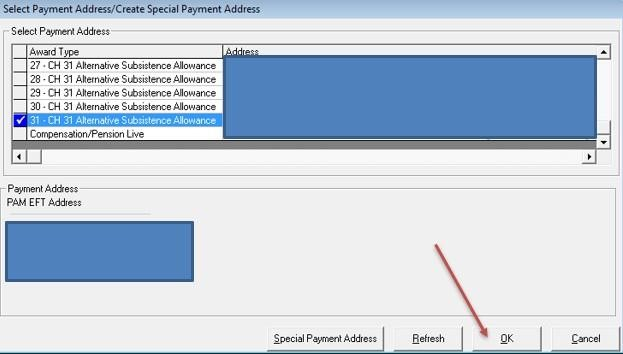 Select Payment Address/Create Special Payment Address
Select Payment Address
Award Type Address
27 - CH 31 Alternative Subsistence Allowance
28 - CH 31 Alternative Subsistence Allowance
29 - CH 31 Alternative Subsistence Allowance
30 - CH 31 Alternative Subsistence Allowance
31 - CH 31 Alternative Subsistence Allowance
Compensation/Pension Live
Payment Address
PAM EFT Address
Special Payment Address Refresh OK Cancel